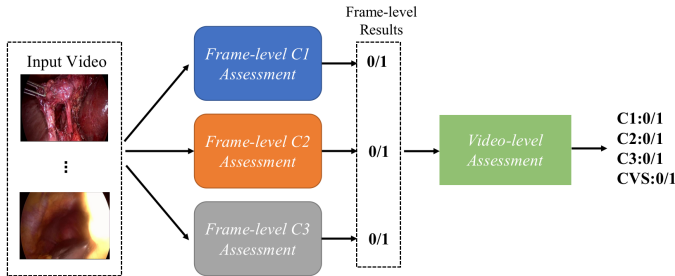 Input Video
...
Frame-level C1
Assessment
Frame-level C2
Assessment
Frame-level C3
Assessment
Frame-level
Results
0/1
0/1
0/1
Video-level
Assessment
C1:0/1
C2:0/1
C3:0/1
CVS:0/1